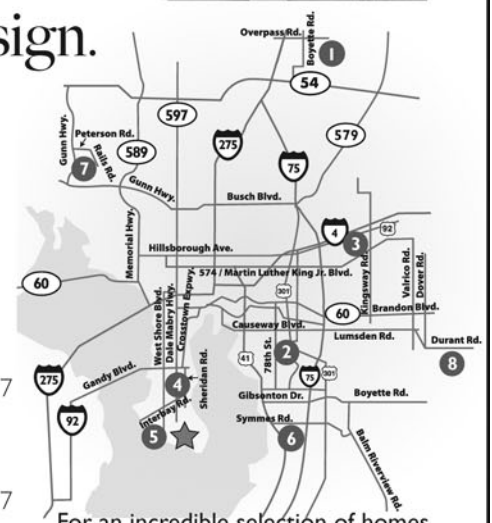 sign.
Overpass Rd.
Boyette Rd.
1
54
597
579
275
Gunn Hwy.
Peterson Rd.
Rails Rd.
589
7
75
Gunn Hwy.
Busch Blvd.
4
92
3
Memorial Hwy.
Hillsborough Ave.
574 / Martin Luther King Jr. Blvd.
Kingsway Rd.
Valrico Rd.
Dover Rd.
60
301
60
Brandon Blvd.
West Shore Blvd.
Dale Mabry Hwy.
Crosstown Expwy.
Causeway Blvd.
Lumsden Rd.
Durant Rd.
41
78th St.
2
8
275
Gandy Blvd.
4
Sheridan Rd.
75
301
7
92
Interbay Rd.
Gibsonton Dr.
Boyette Rd.
5
Symmes Rd.
6
Balm Riverview Rd.
7
For an incredible selection of homes